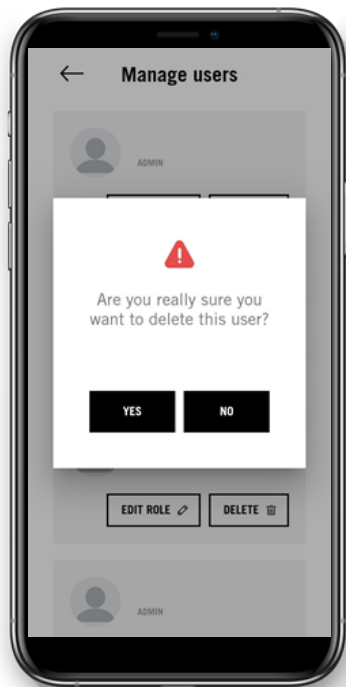 Manage users
ADMIN
Are you really sure you
want to delete this user?
YES NO
EDIT ROLE DELETE
ADMIN